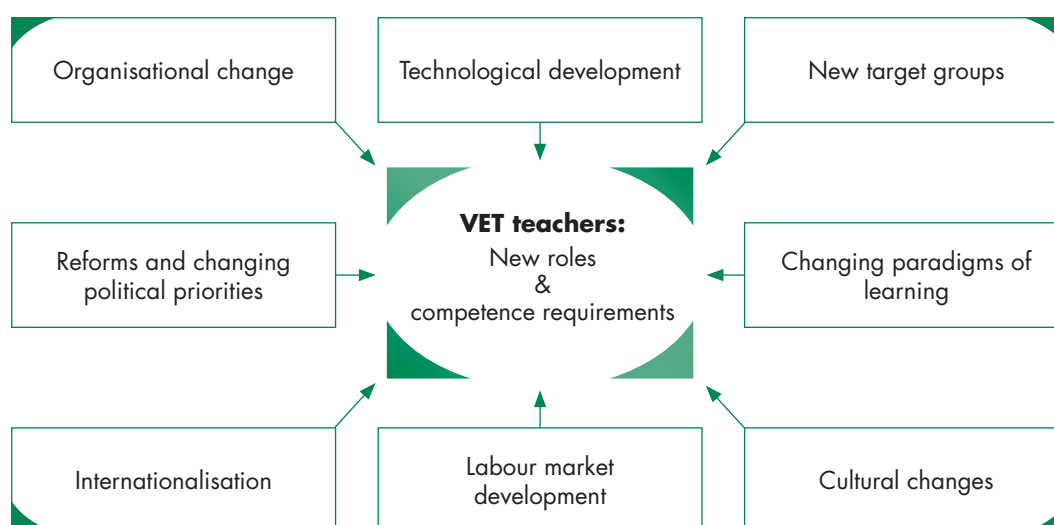 Organisational change
Technological development
New target groups
VET teachers:
New roles
&
competence requirements
Reforms and changing
political priorities
Changing paradigms of
learning
Internationalisation
Labour market
development
Cultural changes